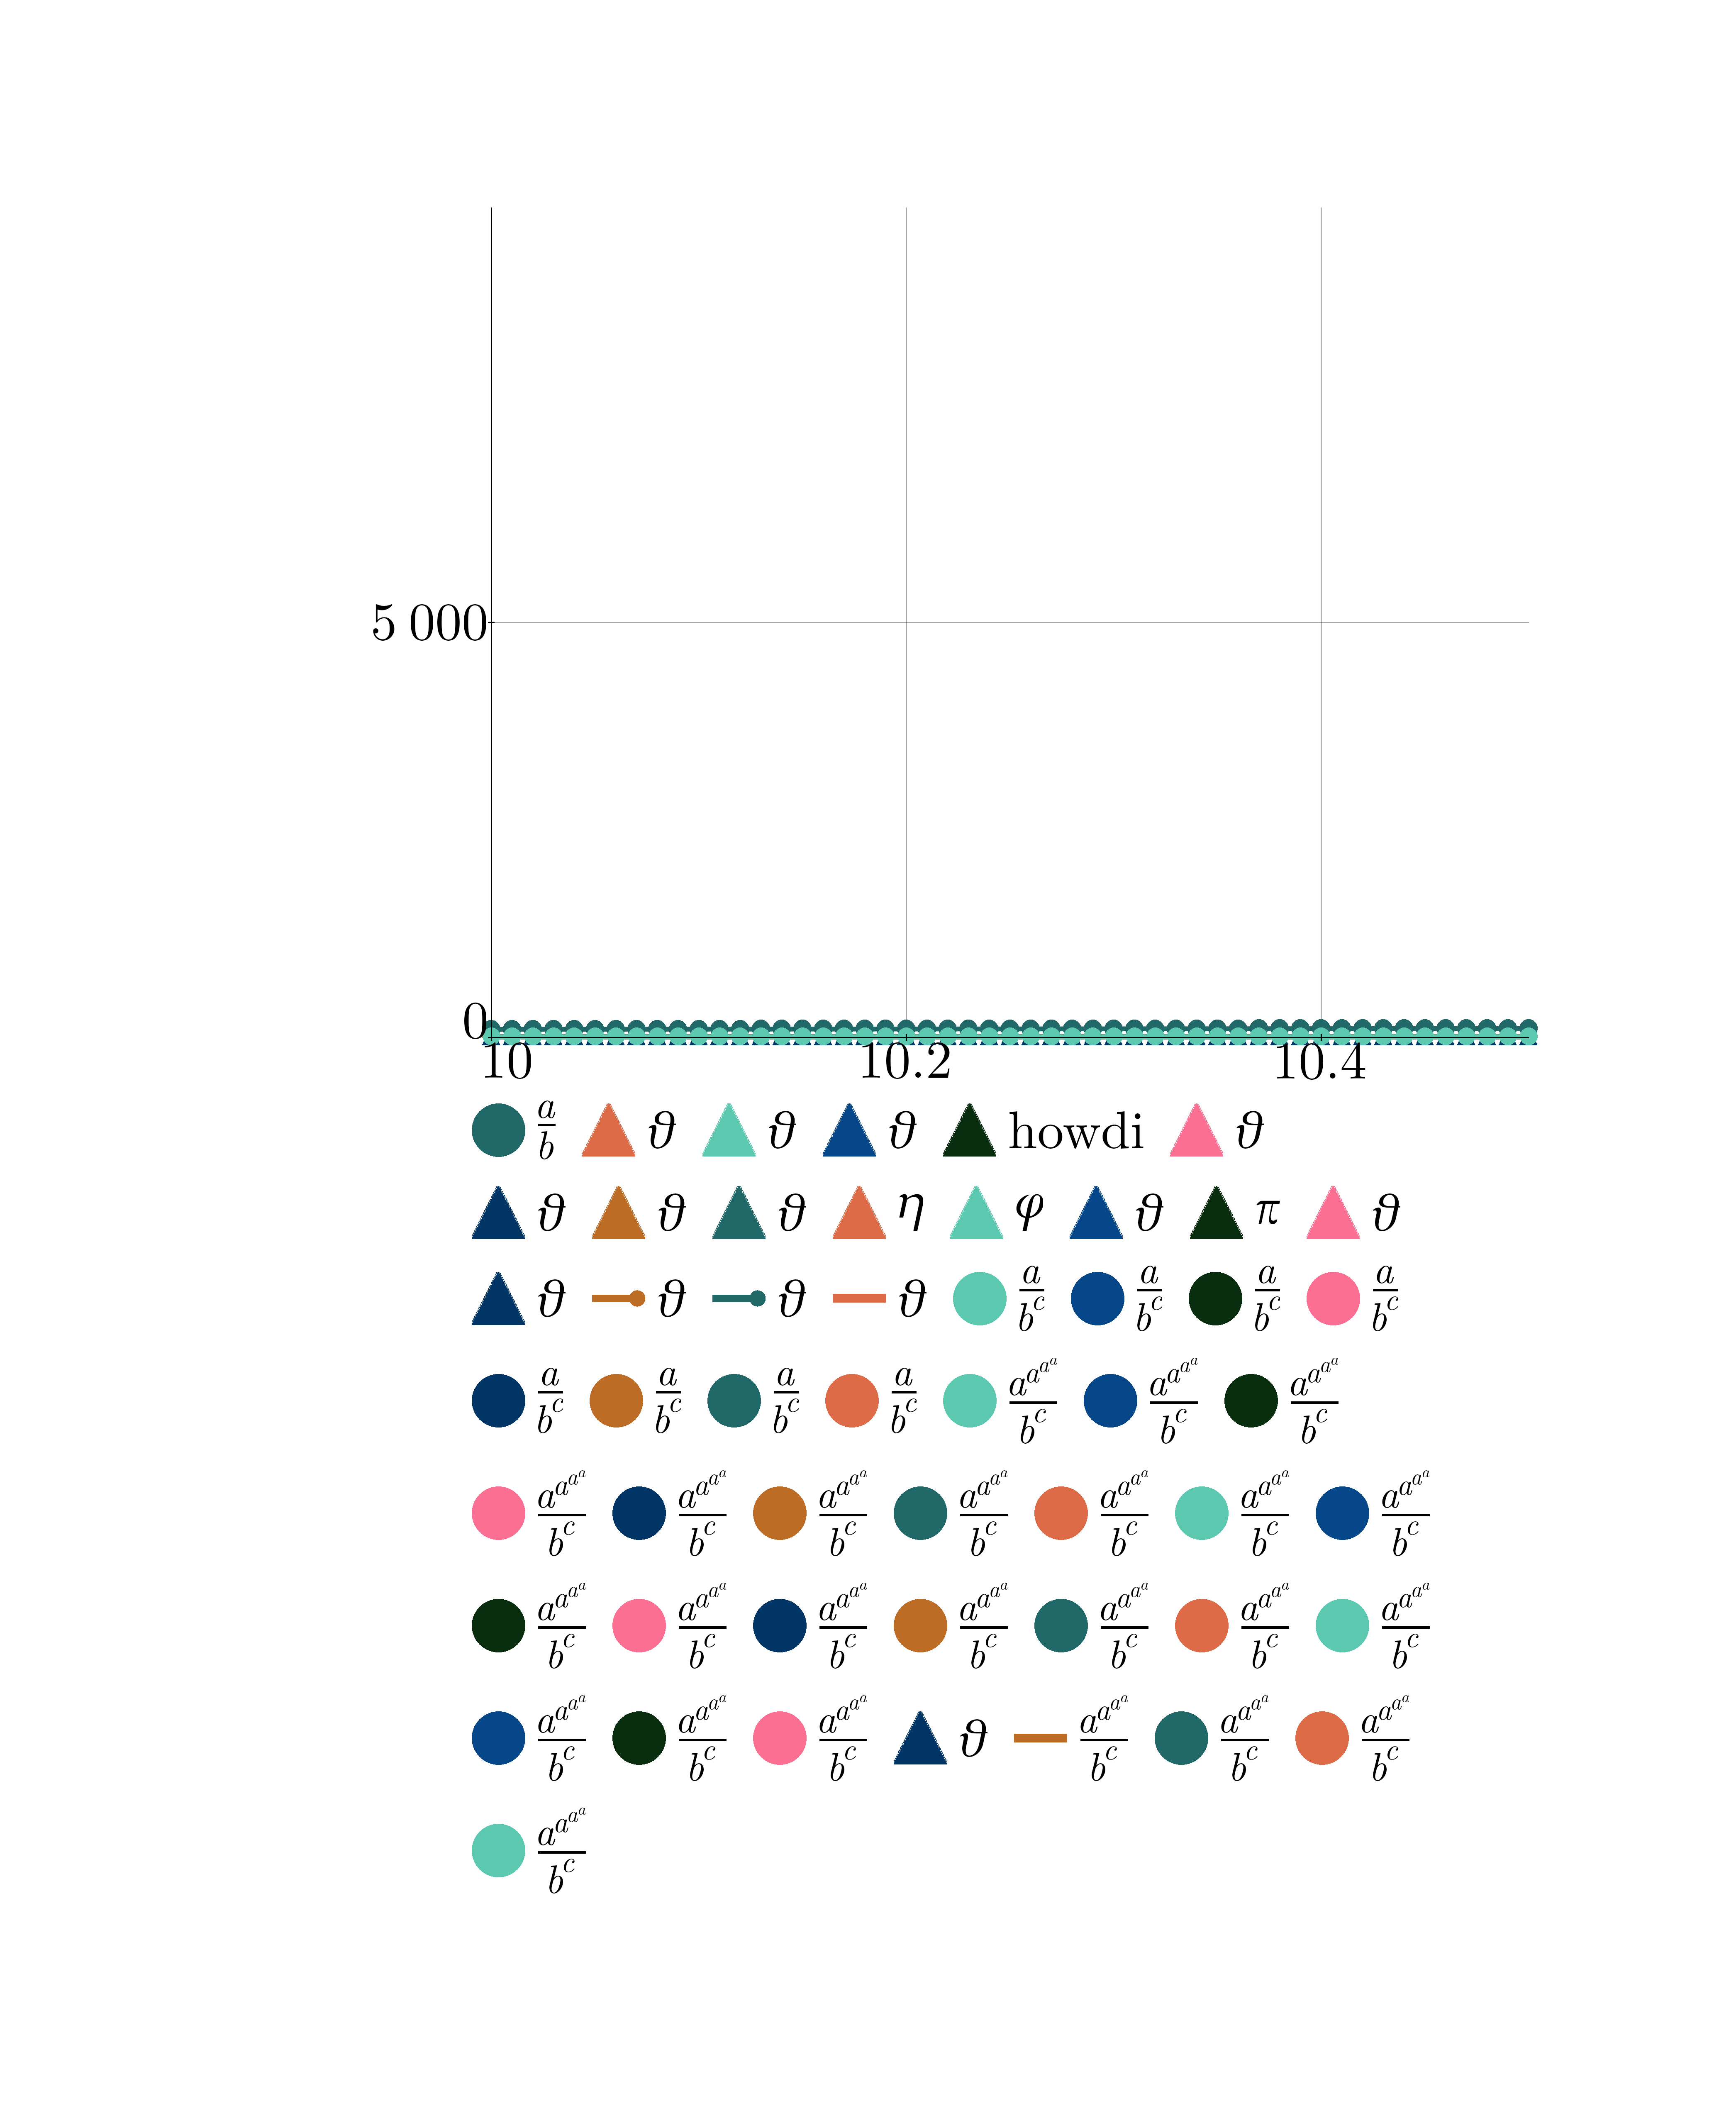 5 000
0
10 10.2 10.4
a/b ϑ ϑ ϑ howdi ϑ
ϑ ϑ ϑ η φ ϑ π ϑ
ϑ ϑ ϑ ϑ a/b^c a/b^c a/b^c a/b^c
a/b^c a/b^c a/b^c a/b^c a^{a^{a^a}}/b^c a^{a^{a^a}}/b^c a^{a^{a^a}}/b^c
a^{a^{a^a}}/b^c a^{a^{a^a}}/b^c a^{a^{a^a}}/b^c a^{a^{a^a}}/b^c a^{a^{a^a}}/b^c a^{a^{a^a}}/b^c a^{a^{a^a}}/b^c
a^{a^{a^a}}/b^c a^{a^{a^a}}/b^c a^{a^{a^a}}/b^c a^{a^{a^a}}/b^c a^{a^{a^a}}/b^c a^{a^{a^a}}/b^c a^{a^{a^a}}/b^c
a^{a^{a^a}}/b^c a^{a^{a^a}}/b^c a^{a^{a^a}}/b^c ϑ a^{a^{a^a}}/b^c a^{a^{a^a}}/b^c a^{a^{a^a}}/b^c
a^{a^{a^a}}/b^c